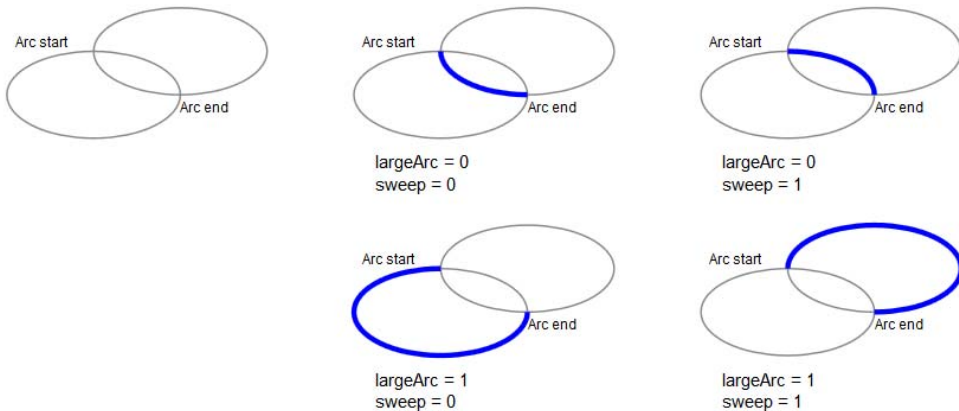 Arc start
Arc end
Arc start
Arc end
largeArc = 0
sweep = 0
Arc start
Arc end
largeArc = 0
sweep = 1
Arc start
Arc end
largeArc = 1
sweep = 0
Arc start
Arc end
largeArc = 1
sweep = 1